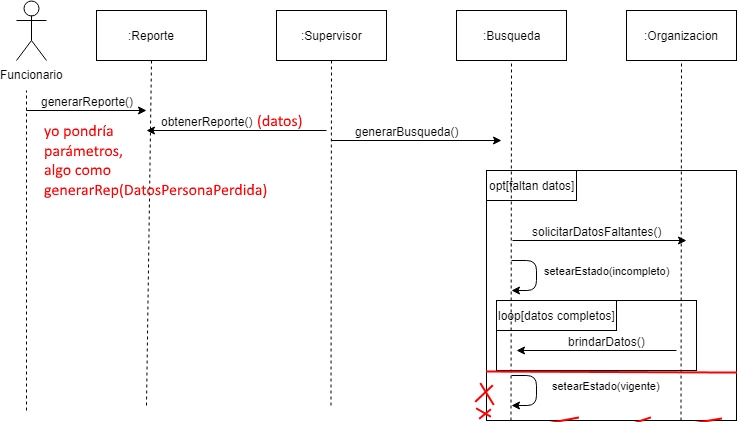 :Reporte
:Supervisor
:Busqueda
:Organizacion
Funcionario
generarReporte()
obtenerReporte() (datos)
generarBusqueda()
yo pondría
parámetros,
algo como
generarRep(DatosPersonaPerdida)
opt[faltan datos]
solicitarDatosFaltantes()
setearEstado(incompleto)
loop[datos completos]
brindarDatos()
setearEstado(vigente)